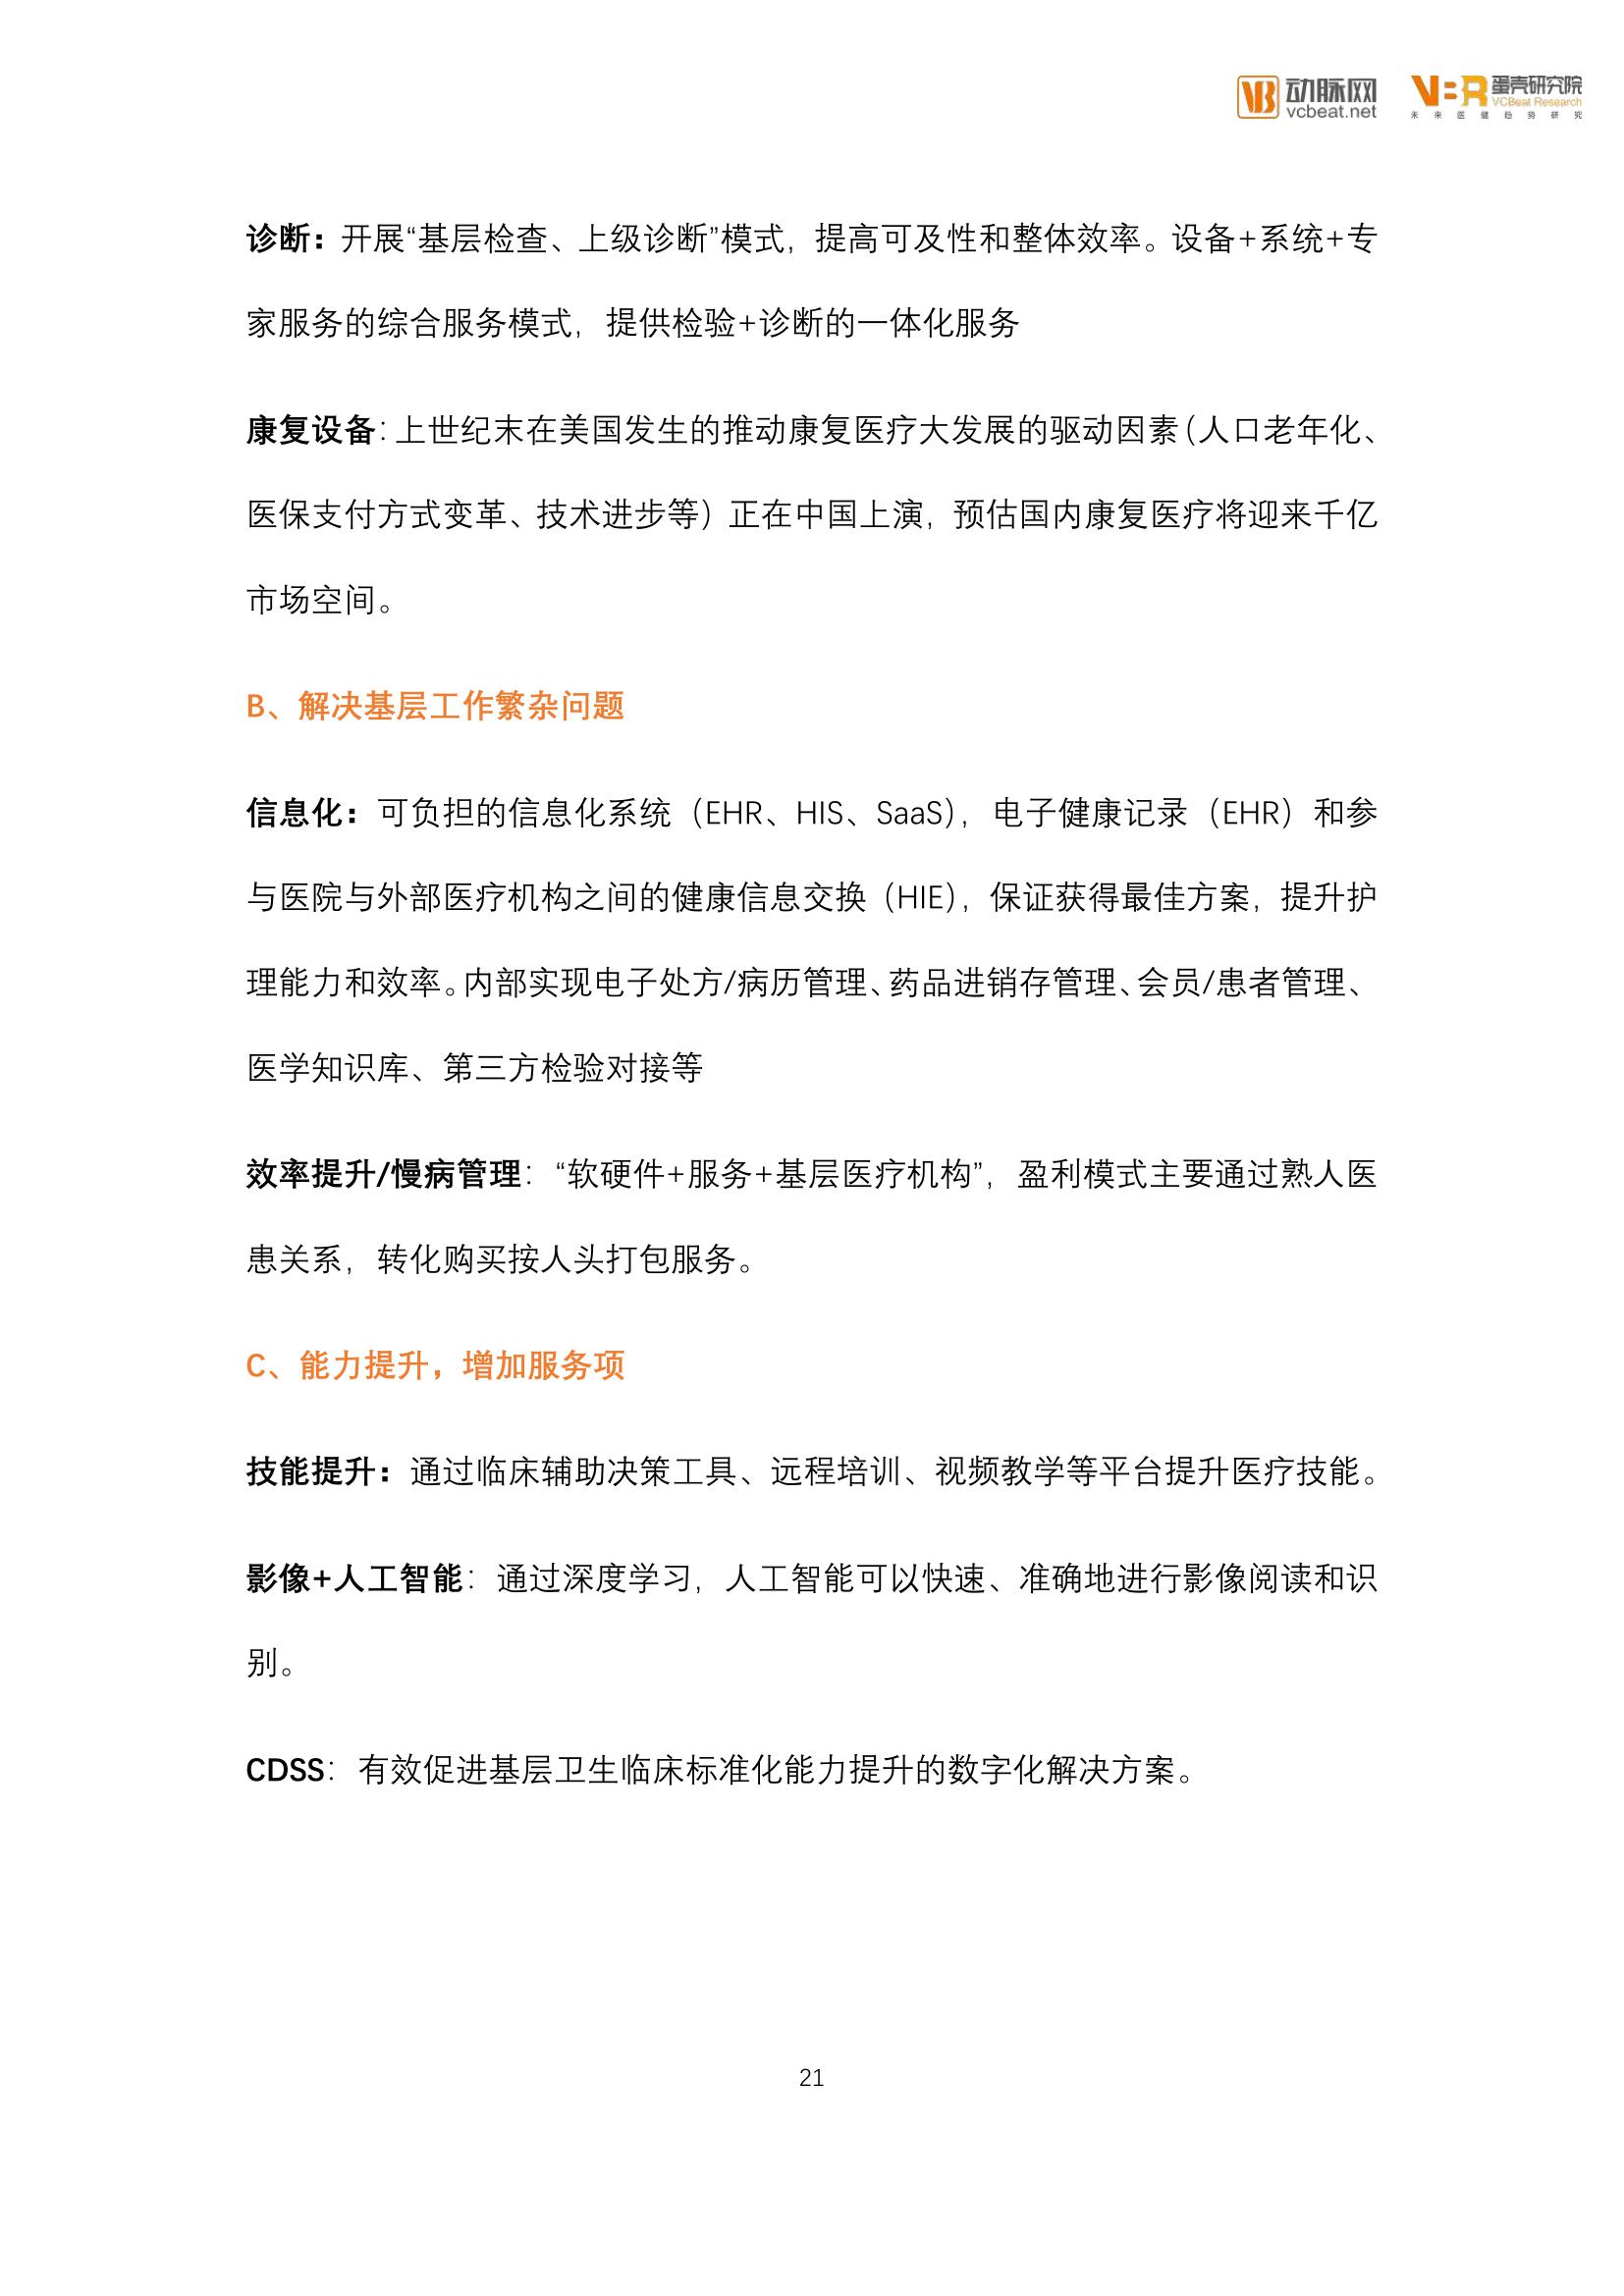 动脉网
vcbeat.net
VBR 蛋壳研究院
VCBeat Research
未来医健趋势研究
诊断：开展“基层检查、上级诊断”模式，提高可及性和整体效率。设备+系统+专
家服务的综合服务模式，提供检验+诊断的一体化服务
康复设备：上世纪末在美国发生的推动康复医疗大发展的驱动因素（人口老年化、
医保支付方式变革、技术进步等）正在中国上演，预估国内康复医疗将迎来千亿
市场空间。
B、解决基层工作繁杂问题
信息化：可负担的信息化系统（EHR、HIS、SaaS），电子健康记录（EHR）和参
与医院与外部医疗机构之间的健康信息交换（HIE），保证获得最佳方案，提升护
理能力和效率。内部实现电子处方/病历管理、药品进销存管理、会员/患者管理、
医学知识库、第三方检验对接等
效率提升/慢病管理：“软硬件+服务+基层医疗机构”，盈利模式主要通过熟人医
患关系，转化购买按人头打包服务。
C、能力提升，增加服务项
技能提升：通过临床辅助决策工具、远程培训、视频教学等平台提升医疗技能。
影像+人工智能：通过深度学习，人工智能可以快速、准确地进行影像阅读和识
别。
CDSS：有效促进基层卫生临床标准化能力提升的数字化解决方案。
21